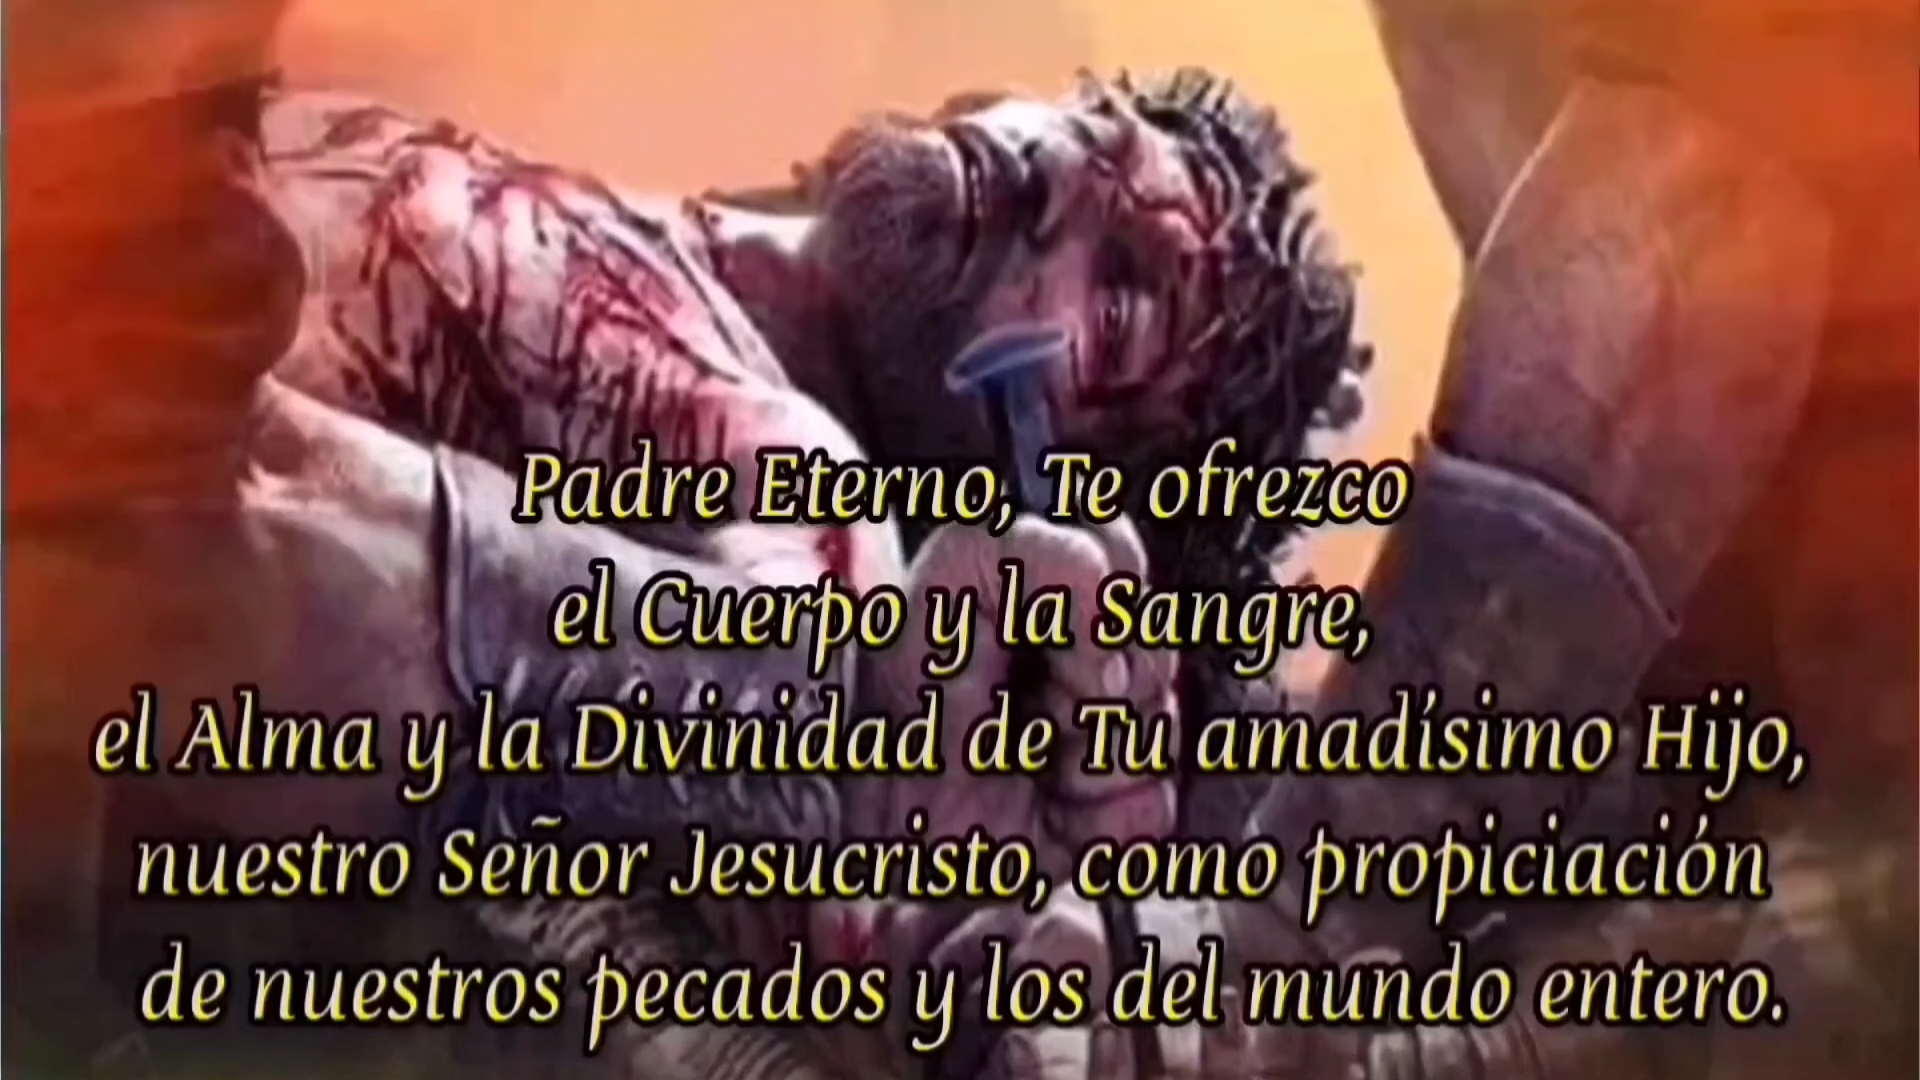 Padre Eterno, Te ofrezco
el Cuerpo y la Sangre,
el Alma y la Divinidad de Tu amadísimo Hijo,
nuestro Señor Jesucristo, como propiciación
de nuestros pecados y los del mundo entero.